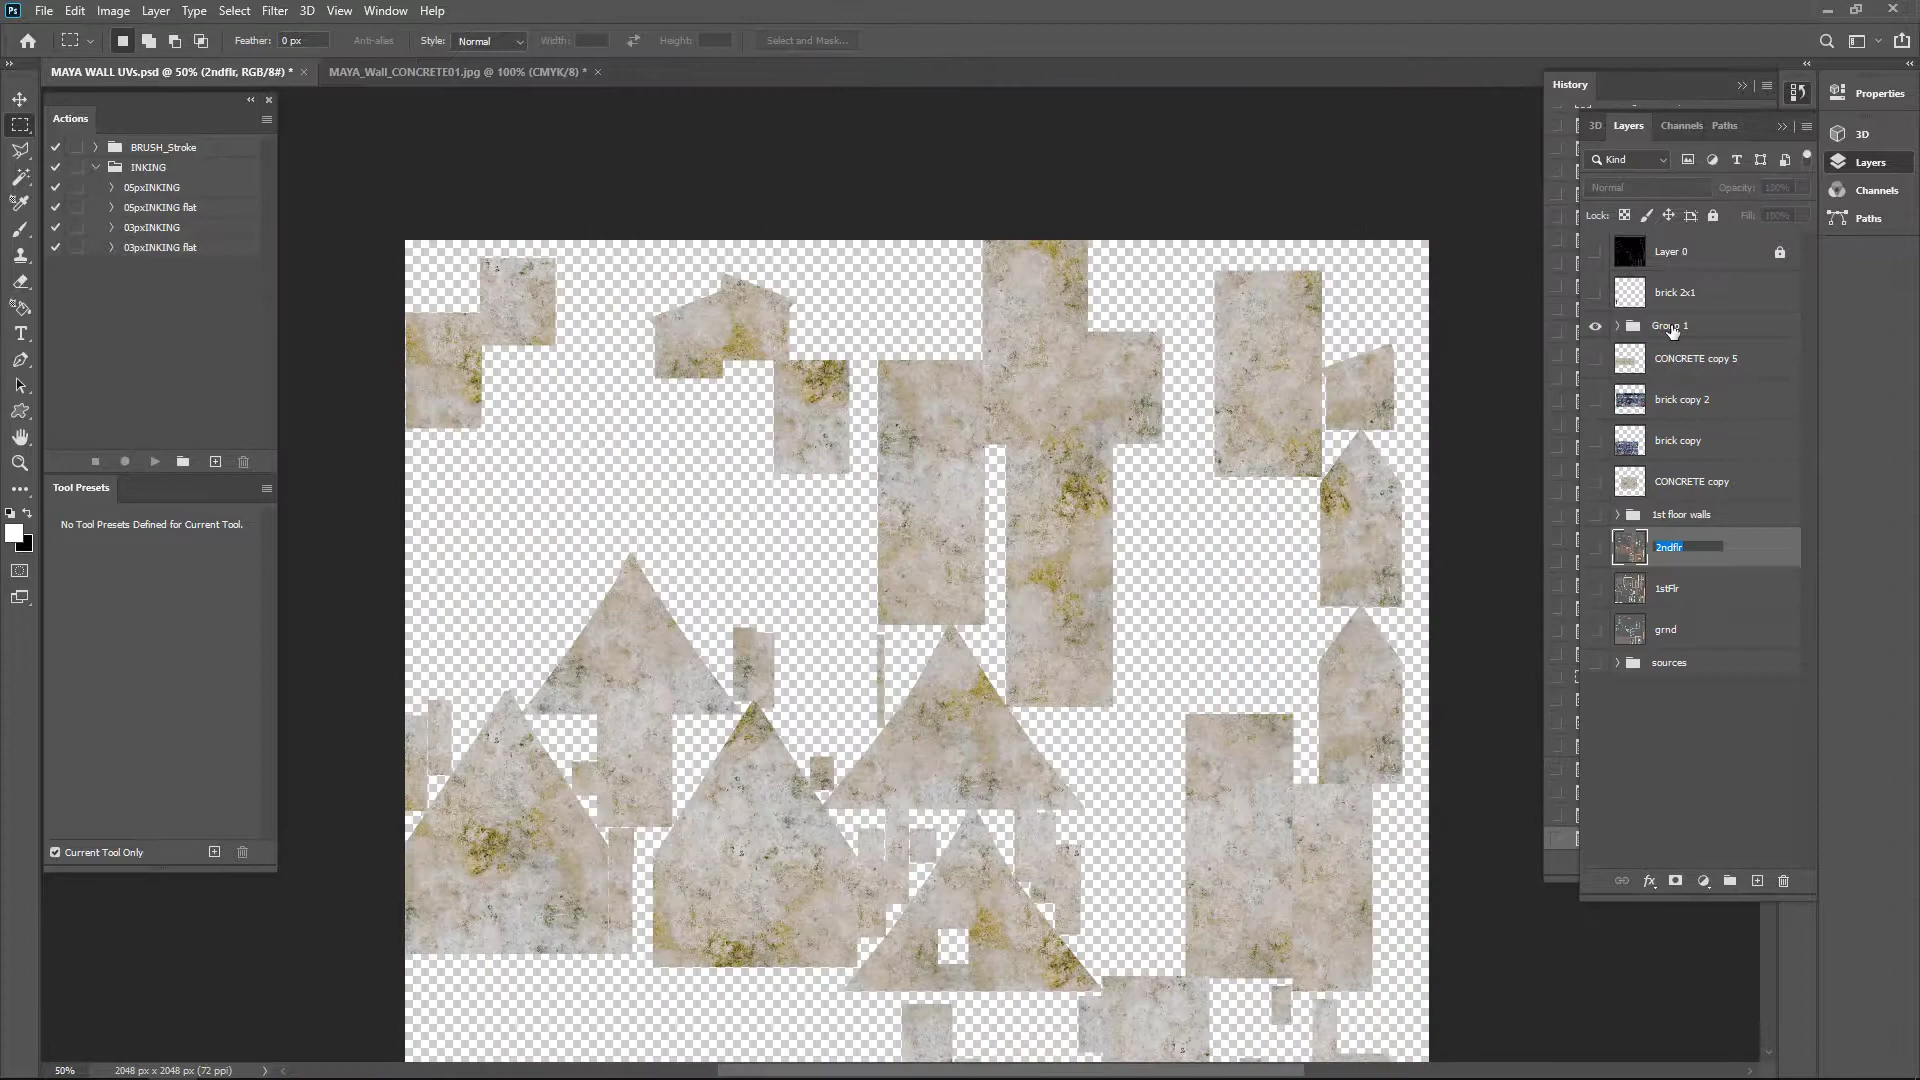 Ps File Edit Image Layer Type Select Filter 3D View Window Help
Feather: 0 px Anti-alias Style: Normal Width: Height: Select and Mask...
MAYA WALL UVs.psd @ 50% (2ndflr, RGB/8#) * × MAYA_Wall_CONCRETE01.jpg @ 100% (CMYK/8) * ×
History
Properties
Actions
3D Layers Channels Paths
3D
BRUSH_Stroke
Kind
Layers
INKING
Normal Opacity: 100%
Channels
05pxINKING
Lock: Fill: 100%
Paths
05pxINKING flat
03pxINKING
03pxINKING flat
Layer 0
brick 2x1
Group 1
CONCRETE copy 5
brick copy 2
brick copy
CONCRETE copy
1st floor walls
2ndflr
1stFlr
grnd
sources
Tool Presets
No Tool Presets Defined for Current Tool.
Current Tool Only
50% 2048 px x 2048 px (72 ppi)